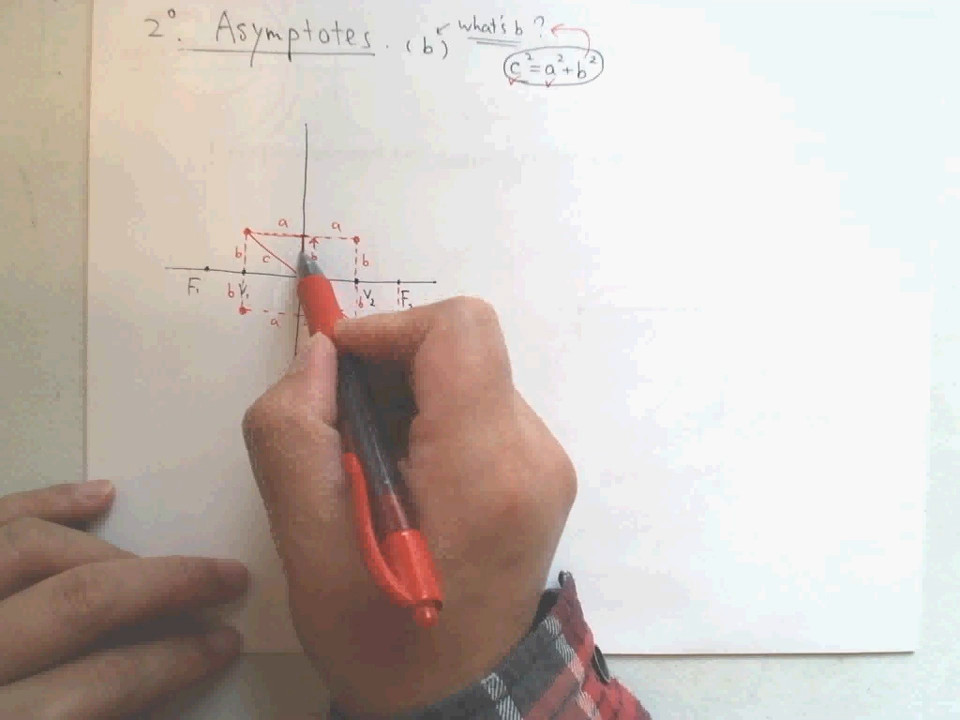 2°. Asymptotes. (b) what's b?
c² = a² + b²
a a
b c b b
F₁ b V₁ b V₂ F₂
a